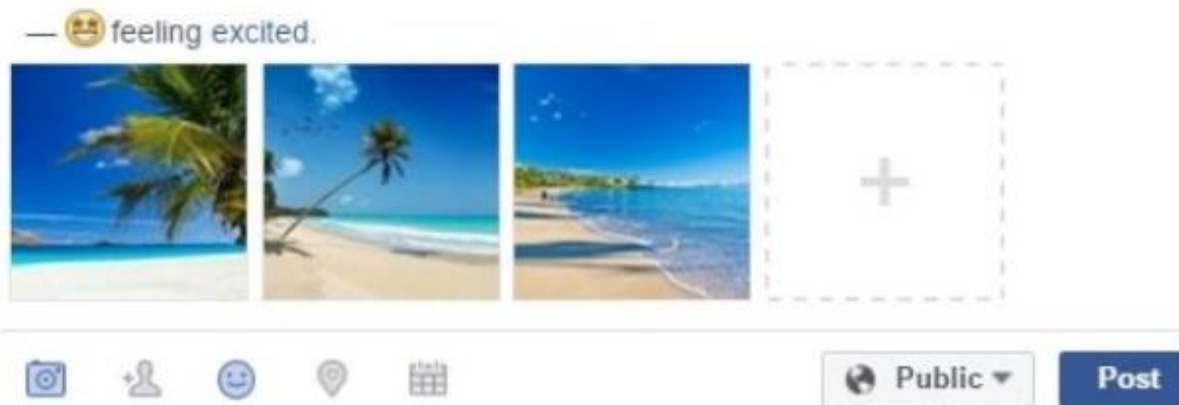 — feeling excited.
Public
Post